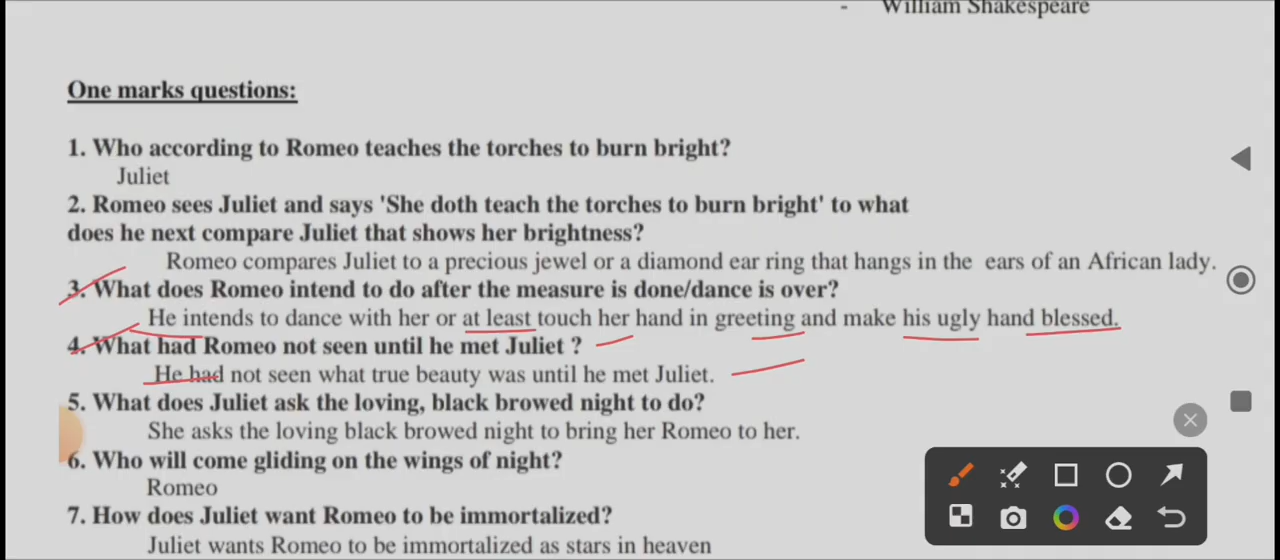 - William Shakespeare
One marks questions:
1. Who according to Romeo teaches the torches to burn bright?
Juliet
2. Romeo sees Juliet and says 'She doth teach the torches to burn bright' to what
does he next compare Juliet that shows her brightness?
Romeo compares Juliet to a precious jewel or a diamond ear ring that hangs in the ears of an African lady.
3. What does Romeo intend to do after the measure is done/dance is over?
He intends to dance with her or at least touch her hand in greeting and make his ugly hand blessed.
4. What had Romeo not seen until he met Juliet ?
He had not seen what true beauty was until he met Juliet.
5. What does Juliet ask the loving, black browed night to do?
She asks the loving black browed night to bring her Romeo to her.
6. Who will come gliding on the wings of night?
Romeo
7. How does Juliet want Romeo to be immortalized?
Juliet wants Romeo to be immortalized as stars in heaven